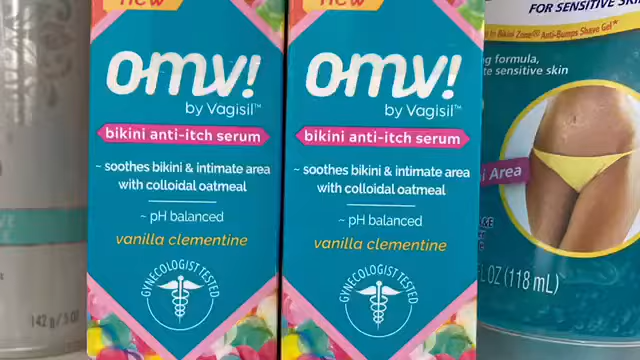 new
omv!
by Vagisil™
bikini anti-itch serum
~ soothes bikini & intimate area
with colloidal oatmeal
~ pH balanced
vanilla clementine
GYNECOLOGIST TESTED
new
omv!
by Vagisil™
bikini anti-itch serum
~ soothes bikini & intimate area
with colloidal oatmeal
~ pH balanced
vanilla clementine
GYNECOLOGIST TESTED
FOR SENSITIVE
Bikini Zone® Anti-Bumps Shave Gel
formula,
sensitive skin
Area
FL OZ (118 mL)
142 g/5 OZ